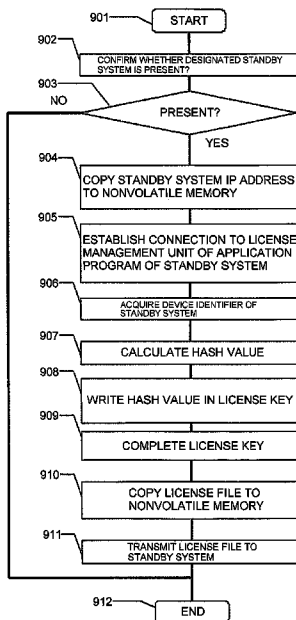 901
START
902
CONFIRM WHETHER DESIGNATED STANDBY
SYSTEM IS PRESENT?
903
NO
PRESENT?
YES
904
COPY STANDBY SYSTEM IP ADDRESS
TO NONVOLATILE MEMORY
905
ESTABLISH CONNECTION TO LICENSE
MANAGEMENT UNIT OF APPLICATION
PROGRAM OF STANDBY SYSTEM
906
ACQUIRE DEVICE IDENTIFIER OF
STANDBY SYSTEM
907
CALCULATE HASH VALUE
908
WRITE HASH VALUE IN LICENSE KEY
909
COMPLETE LICENSE KEY
910
COPY LICENSE FILE TO
NONVOLATILE MEMORY
911
TRANSMIT LICENSE FILE TO
STANDBY SYSTEM
912
END